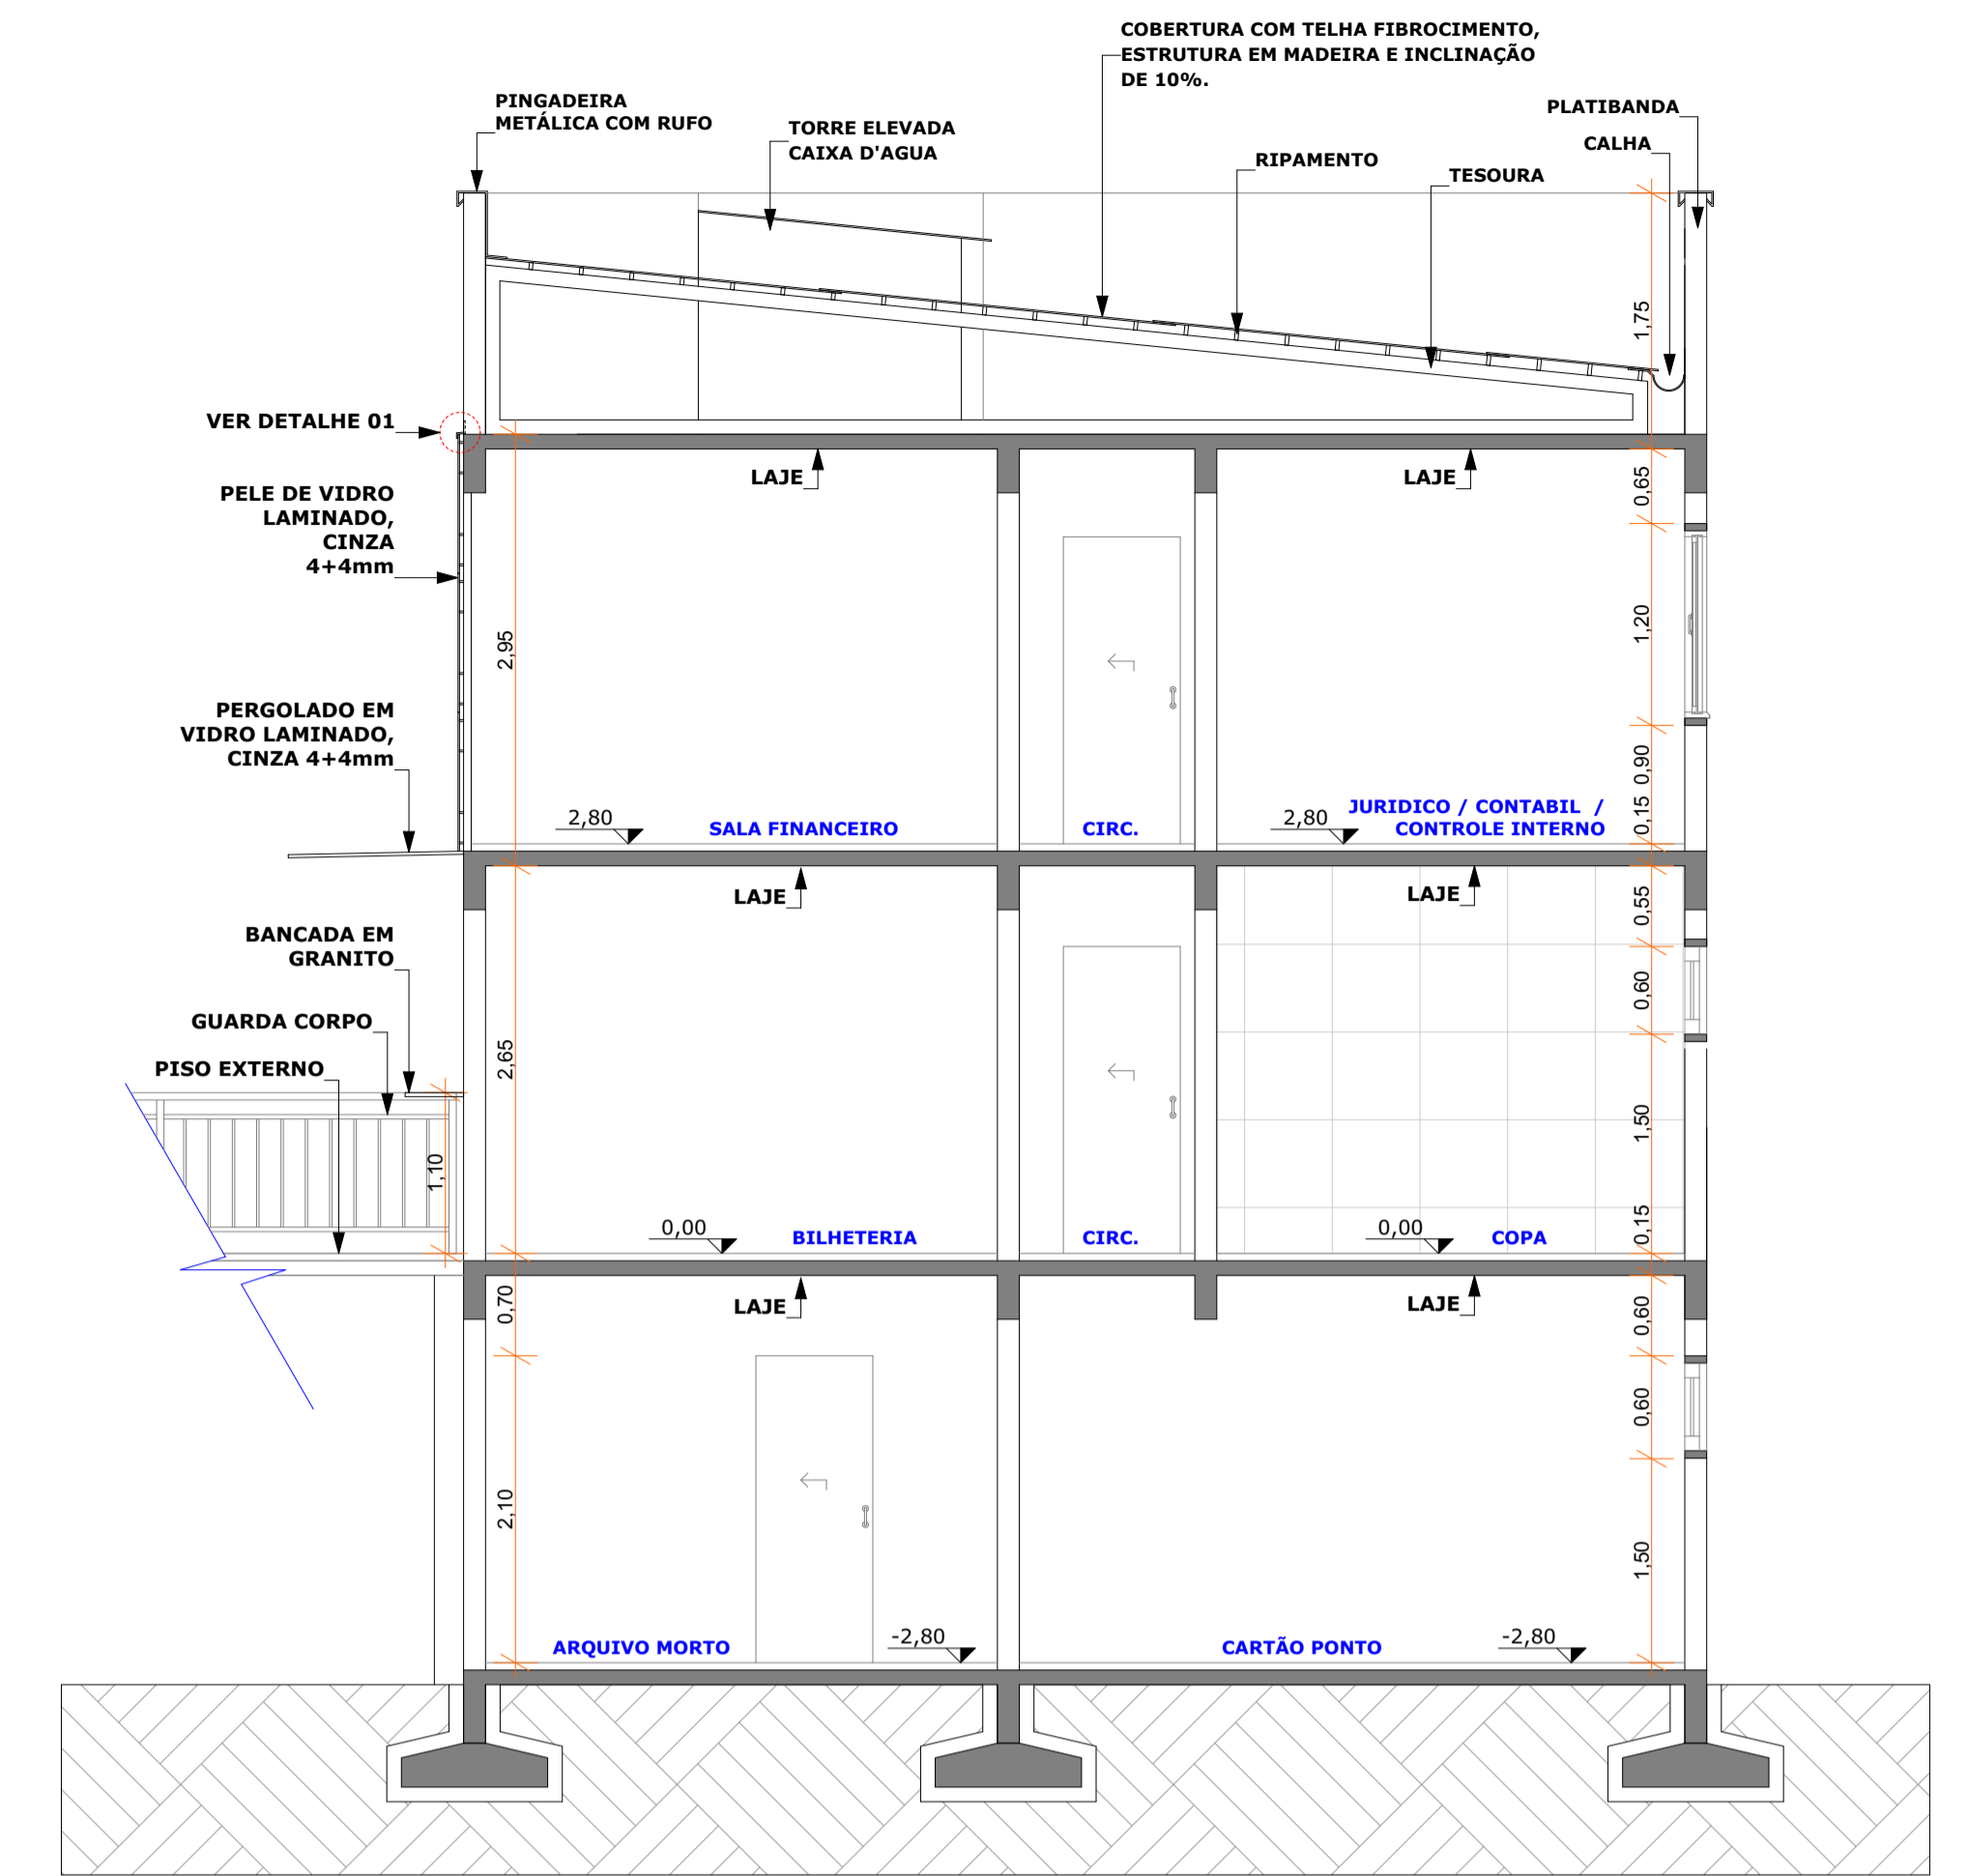 COBERTURA COM TELHA FIBROCIMENTO,
ESTRUTURA EM MADEIRA E INCLINAÇÃO
DE 10%.
PINGADEIRA
METÁLICA COM RUFO
TORRE ELEVADA
CAIXA D'AGUA
PLATIBANDA
CALHA
RIPAMENTO
TESOURA
1,75
VER DETALHE 01
LAJE
LAJE
PELE DE VIDRO
LAMINADO,
CINZA
4+4mm
0,65
2,95
1,20
PERGOLADO EM
VIDRO LAMINADO,
CINZA 4+4mm
0,90
0,15
2,80
SALA FINANCEIRO
CIRC.
2,80
JURIDICO / CONTABIL /
CONTROLE INTERNO
LAJE
LAJE
0,55
BANCADA EM
GRANITO
0,60
GUARDA CORPO
PISO EXTERNO
2,65
1,10
1,50
0,15
0,00
BILHETERIA
CIRC.
0,00
COPA
0,70
LAJE
LAJE
0,60
0,60
2,10
1,50
ARQUIVO MORTO
-2,80
CARTÃO PONTO
-2,80